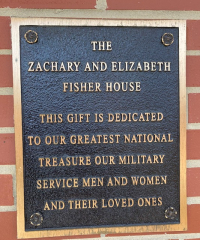 THE
ZACHARY AND ELIZABETH
FISHER HOUSE
THIS GIFT IS DEDICATED
TO OUR GREATEST NATIONAL
TREASURE OUR MILITARY
SERVICE MEN AND WOMEN
AND THEIR LOVED ONES